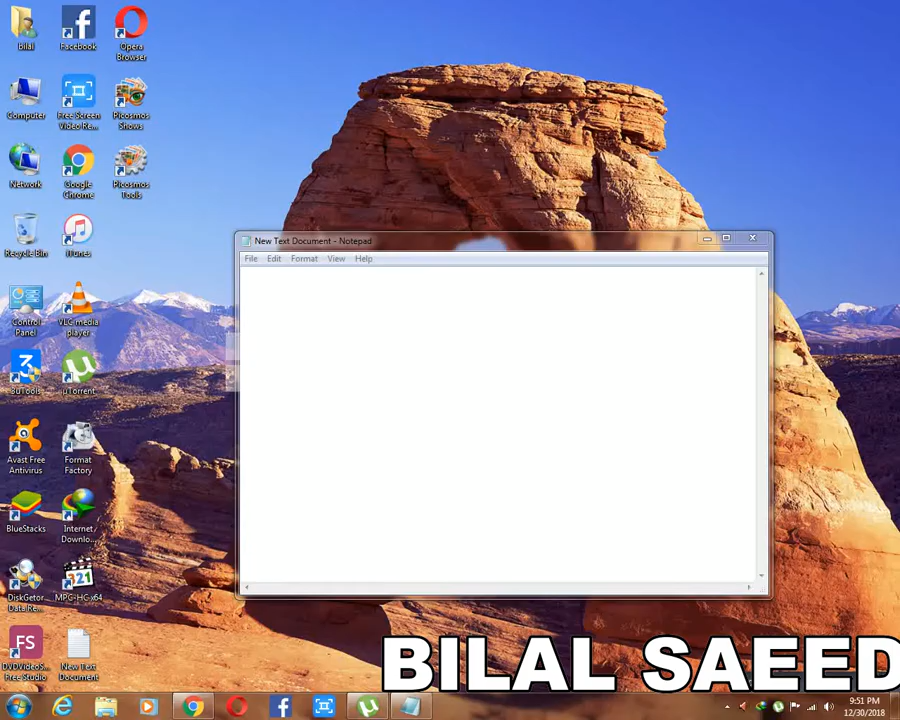 Bilal
Facebook
Opera
Browser
Computer
Free Screen
Video Re...
Picosmos
Shows
Network
Google
Chrome
Picosmos
Tools
Recycle Bin
iTunes
Control
Panel
VLC media
player
3uTools
µTorrent
Avast Free
Antivirus
Format
Factory
BlueStacks
Internet
Downlo...
DiskGetor
Data Re...
MPC-HC x64
321
FS
DVDVideoS...
Free Studio
New Text
Document
New Text Document - Notepad
File Edit Format View Help
BILAL SAEED
9:51 PM
12/30/2018